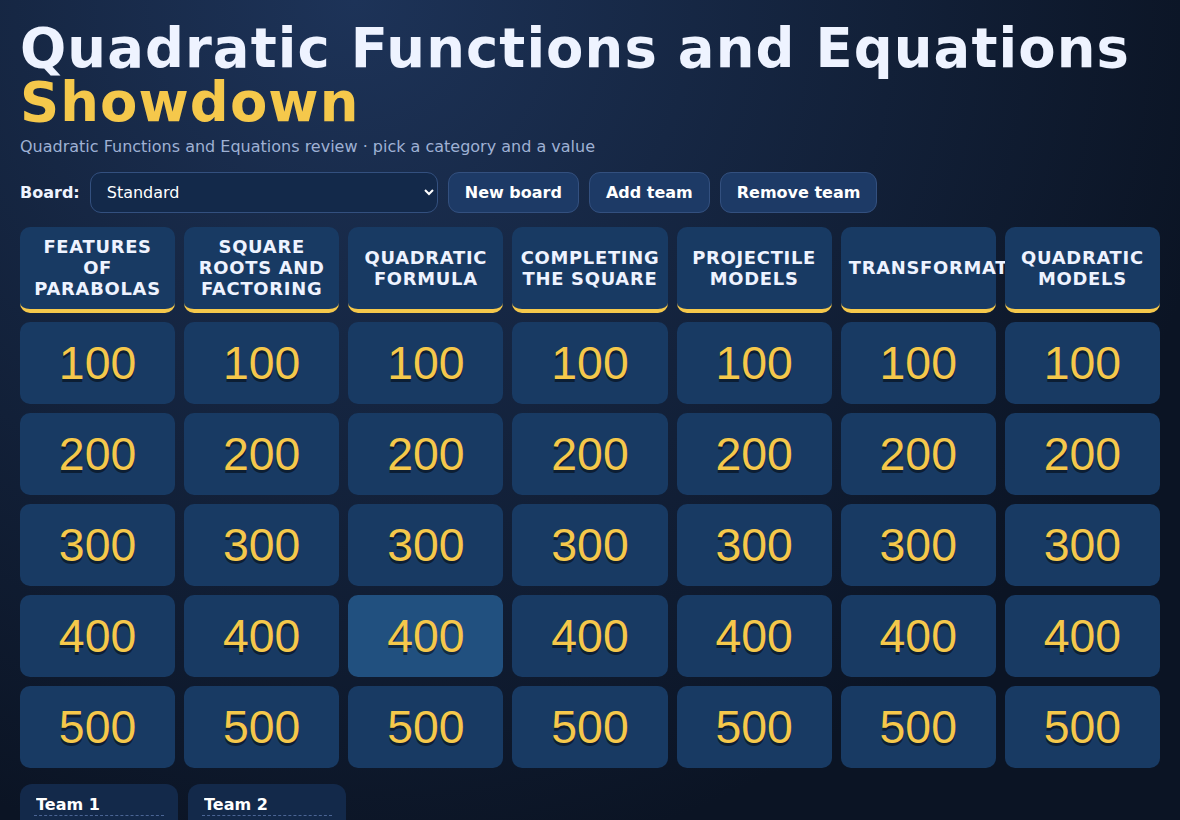 Quadratic Functions and Equations
Showdown
Quadratic Functions and Equations review · pick a category and a value
Board: Standard New board Add team Remove team
FEATURES OF PARABOLAS
SQUARE ROOTS AND FACTORING
QUADRATIC FORMULA
COMPLETING THE SQUARE
PROJECTILE MODELS
TRANSFORMAT
QUADRATIC MODELS
100 100 100 100 100 100 100
200 200 200 200 200 200 200
300 300 300 300 300 300 300
400 400 400 400 400 400 400
500 500 500 500 500 500 500
Team 1 Team 2